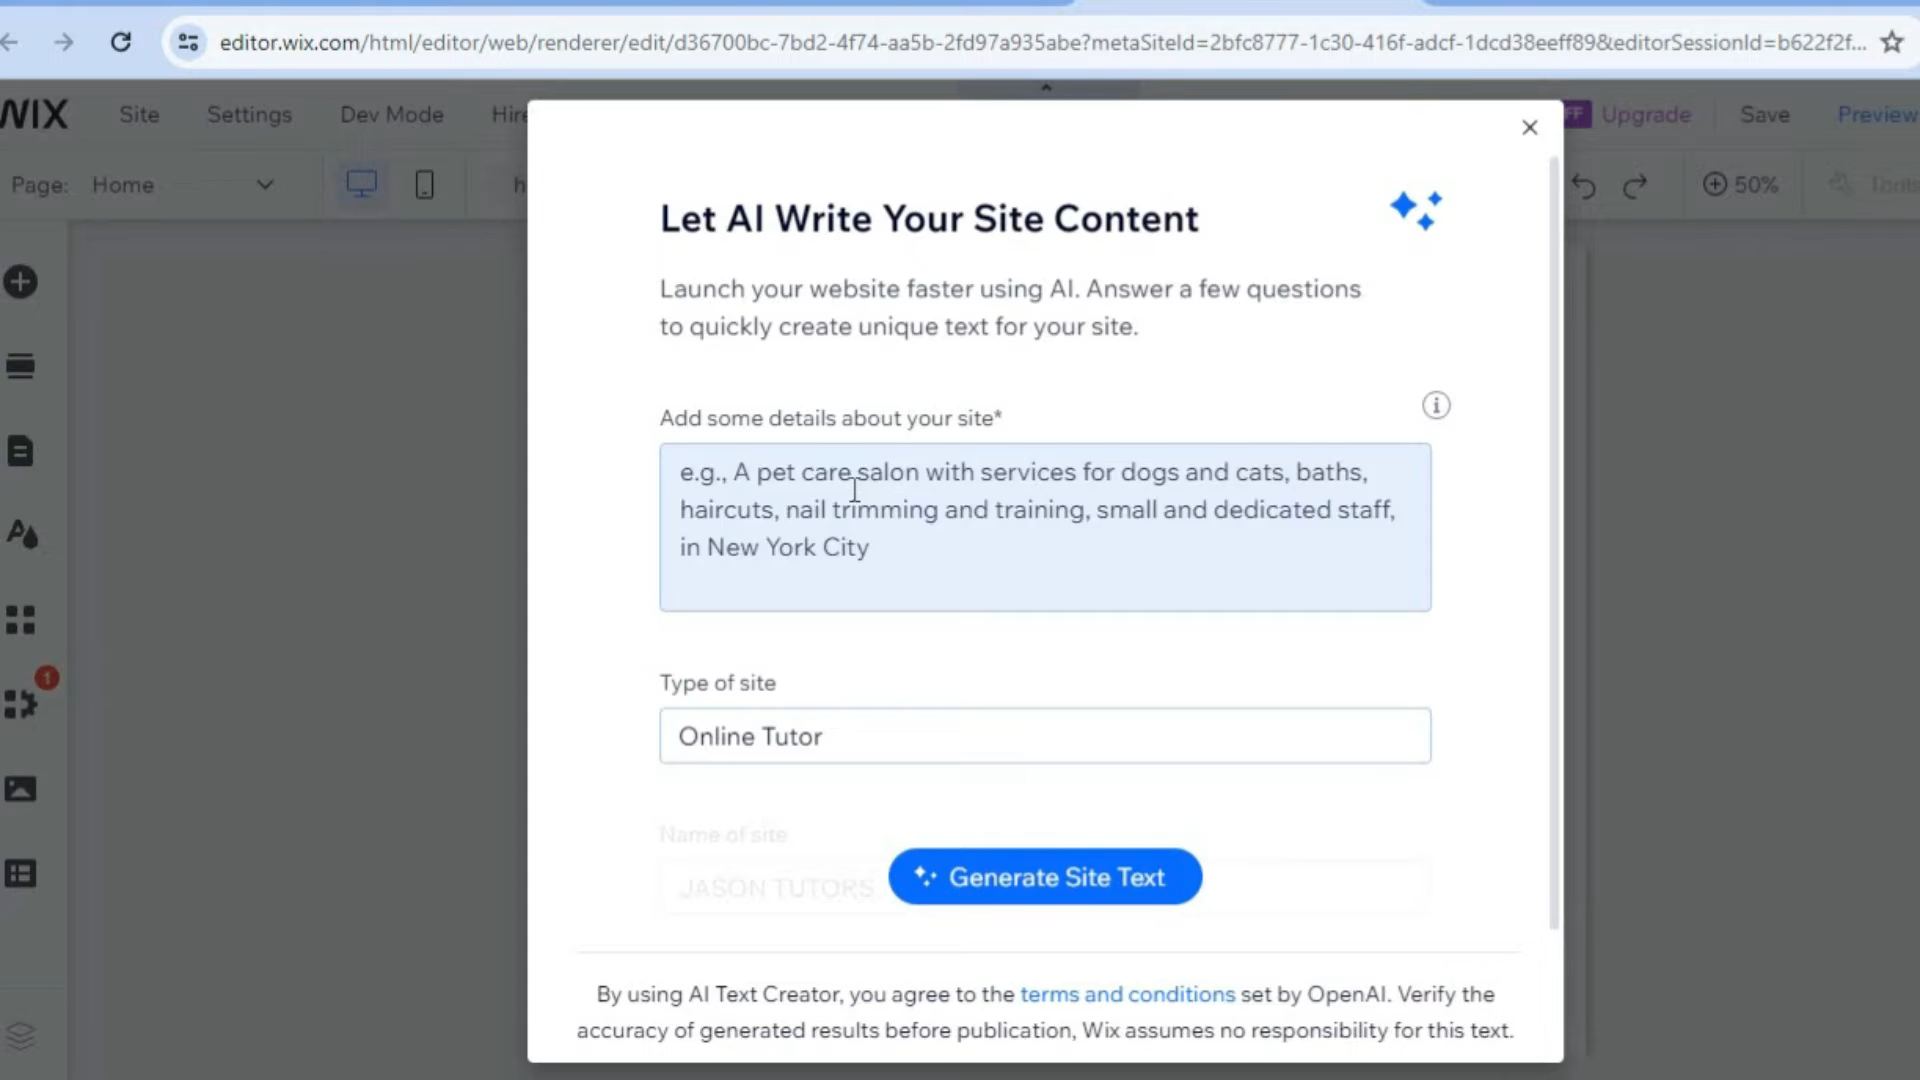 editor.wix.com/html/editor/web/renderer/edit/d36700bc-7bd2-4f74-aa5b-2fd97a935abe?metaSiteId=2bfc8777-1c30-416f-adcf-1dcd38eeff89&editorSessionId=b622f2f...
WIX Site Settings Dev Mode Hire Upgrade Save Preview
Page: Home 50% Tools
Let AI Write Your Site Content
Launch your website faster using AI. Answer a few questions
to quickly create unique text for your site.
Add some details about your site*
e.g., A pet care salon with services for dogs and cats, baths,
haircuts, nail trimming and training, small and dedicated staff,
in New York City
1
Type of site
Online Tutor
Name of site
JASON TUTORS
Generate Site Text
By using AI Text Creator, you agree to the terms and conditions set by OpenAI. Verify the
accuracy of generated results before publication, Wix assumes no responsibility for this text.